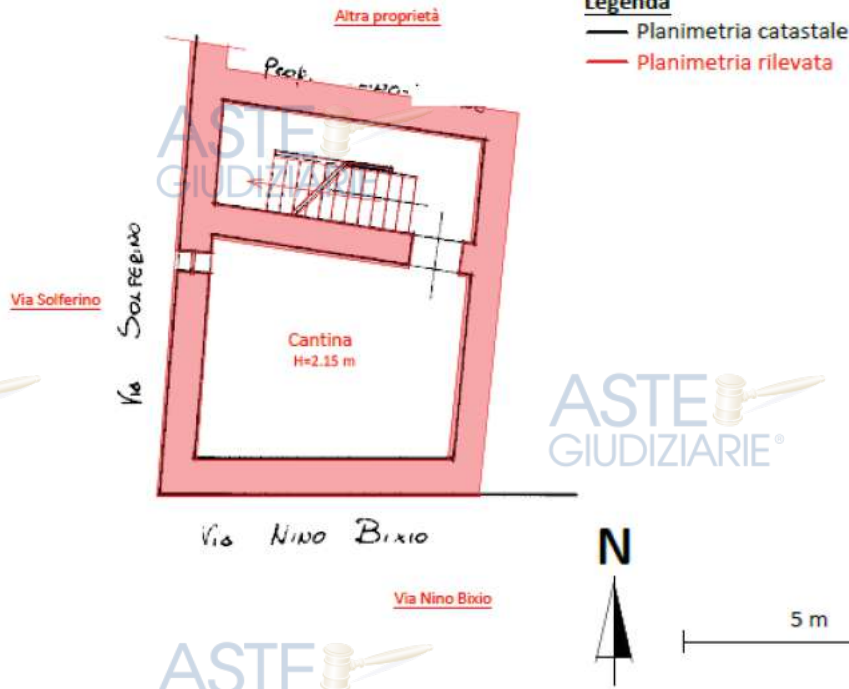 Legenda
Altra proprietà
Planimetria catastale
Planimetria rilevata
Prop.
ASTE
GIUDIZIARIE
Via Solferino
Via SOLFERINO
Cantina
H=2.15 m
ASTE
GIUDIZIARIE®
Via NINO BIXIO
N
Via Nino Bixio
5 m
ASTE